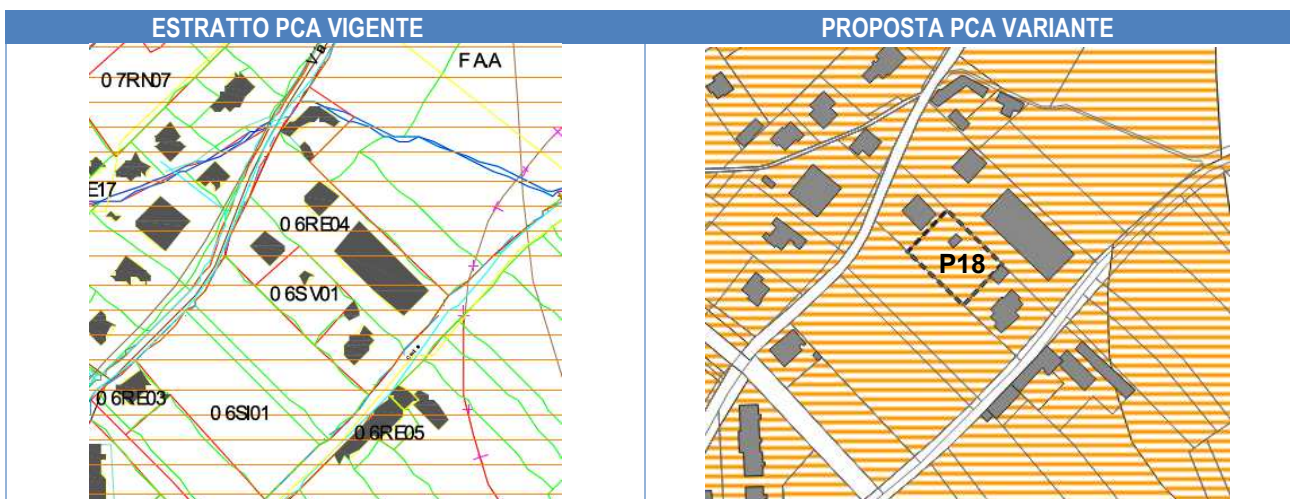 ESTRATTO PCA VIGENTE
PROPOSTA PCA VARIANTE
F A.A
0 7RN07
E17
0 6RE04
0 6SV01
P18
0 6RE03
0 6SI01
0 6RE05